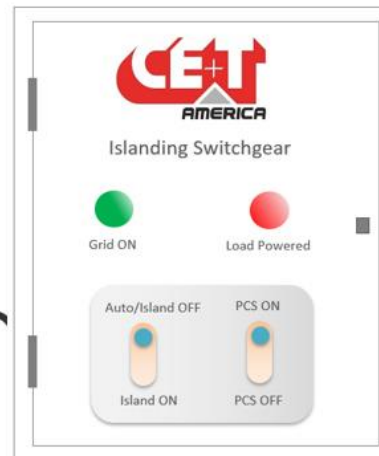 CE+T
AMERICA
Islanding Switchgear
Grid ON Load Powered
Auto/Island OFF PCS ON
Island ON PCS OFF